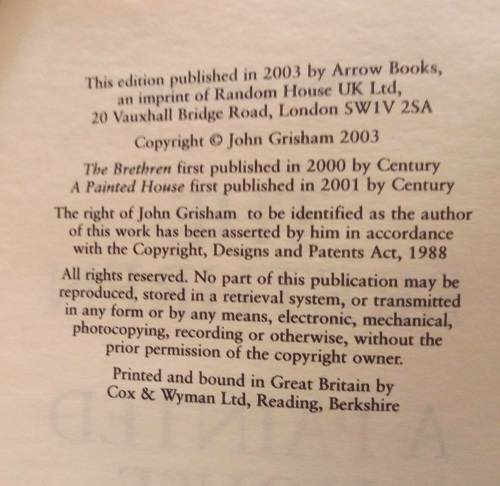 This edition published in 2003 by Arrow Books,
an imprint of Random House UK Ltd,
20 Vauxhall Bridge Road, London SW1V 2SA
Copyright © John Grisham 2003
The Brethren first published in 2000 by Century
A Painted House first published in 2001 by Century
The right of John Grisham to be identified as the author
of this work has been asserted by him in accordance
with the Copyright, Designs and Patents Act, 1988
All rights reserved. No part of this publication may be
reproduced, stored in a retrieval system, or transmitted
in any form or by any means, electronic, mechanical,
photocopying, recording or otherwise, without the
prior permission of the copyright owner.
Printed and bound in Great Britain by
Cox & Wyman Ltd, Reading, Berkshire
A PAINTED